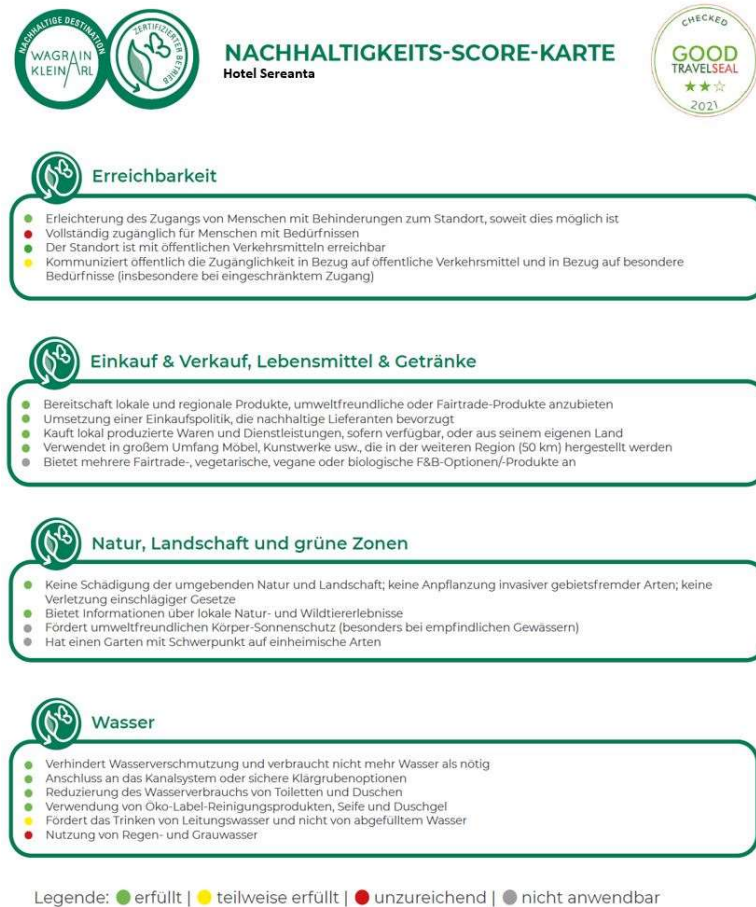 NACHHALTIGE DESTINATION
WAGRAIN
KLEINARL
ZERTIFIZIERTER BETRIEB
NACHHALTIGKEITS-SCORE-KARTE
Hotel Sereanta
CHECKED
GOOD
TRAVELSEAL
2021
Erreichbarkeit
Erleichterung des Zugangs von Menschen mit Behinderungen zum Standort, soweit dies möglich ist
Vollständig zugänglich für Menschen mit Bedürfnissen
Der Standort ist mit öffentlichen Verkehrsmitteln erreichbar
Kommuniziert öffentlich die Zugänglichkeit in Bezug auf öffentliche Verkehrsmittel und in Bezug auf besondere
Bedürfnisse (insbesondere bei eingeschränktem Zugang)
Einkauf & Verkauf, Lebensmittel & Getränke
Bereitschaft lokale und regionale Produkte, umweltfreundliche oder Fairtrade-Produkte anzubieten
Umsetzung einer Einkaufspolitik, die nachhaltige Lieferanten bevorzugt
Kauft lokal produzierte Waren und Dienstleistungen, sofern verfügbar, oder aus seinem eigenen Land
Verwendet in großem Umfang Möbel, Kunstwerke usw., die in der weiteren Region (50 km) hergestellt werden
Bietet mehrere Fairtrade-, vegetarische, vegane oder biologische F&B-Optionen/-Produkte an
Natur, Landschaft und grüne Zonen
Keine Schädigung der umgebenden Natur und Landschaft; keine Anpflanzung invasiver gebietsfremder Arten; keine
Verletzung einschlägiger Gesetze
Bietet Informationen über lokale Natur- und Wildtiererlebnisse
Fördert umweltfreundlichen Körper-Sonnenschutz (besonders bei empfindlichen Gewässern)
Hat einen Garten mit Schwerpunkt auf einheimische Arten
Wasser
Verhindert Wasserverschmutzung und verbraucht nicht mehr Wasser als nötig
Anschluss an das Kanalsystem oder sichere Klärgrubenoptionen
Reduzierung des Wasserverbrauchs von Toiletten und Duschen
Verwendung von Öko-Label-Reinigungsprodukten, Seife und Duschgel
Fördert das Trinken von Leitungswasser und nicht von abgefülltem Wasser
Nutzung von Regen- und Grauwasser
Legende: erfüllt | teilweise erfüllt | unzureichend | nicht anwendbar